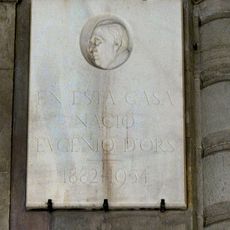 EN ESTA CASA
NACIÓ
EUGENIO D'ORS
1882-1954